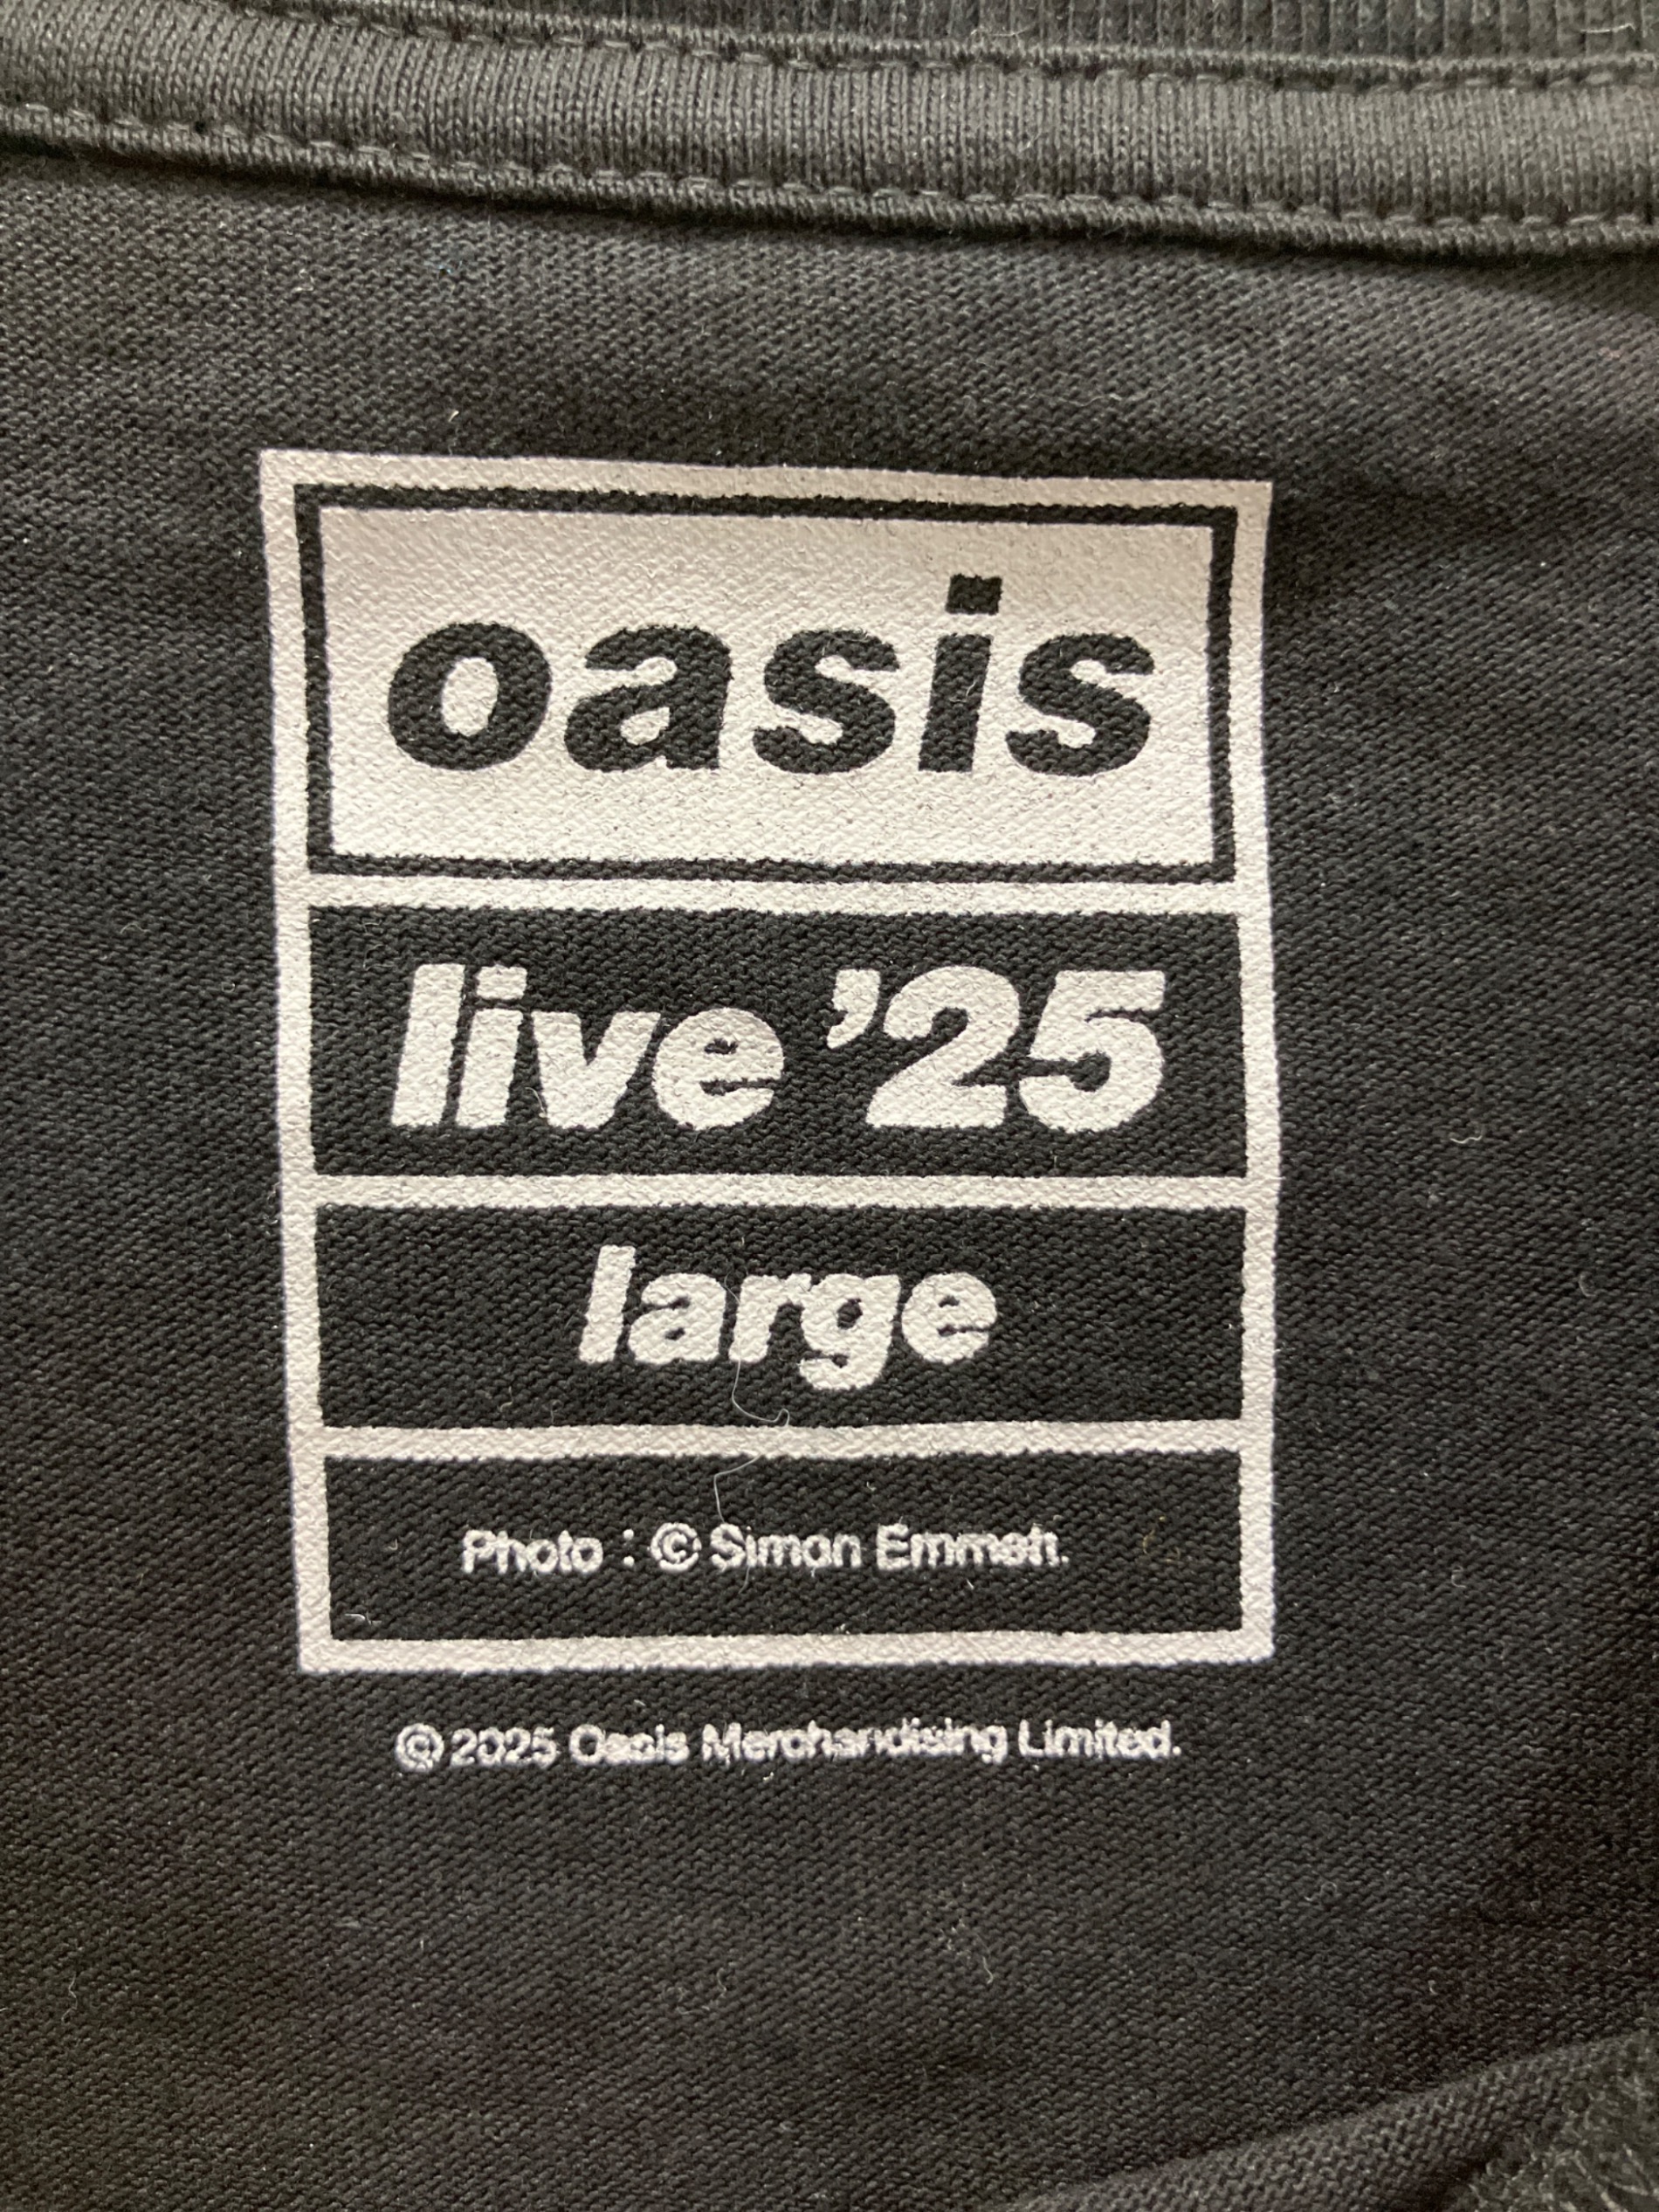 oasis
live ’25
large
Photo : © Simon Emmett.
© 2025 Oasis Merchandising Limited.